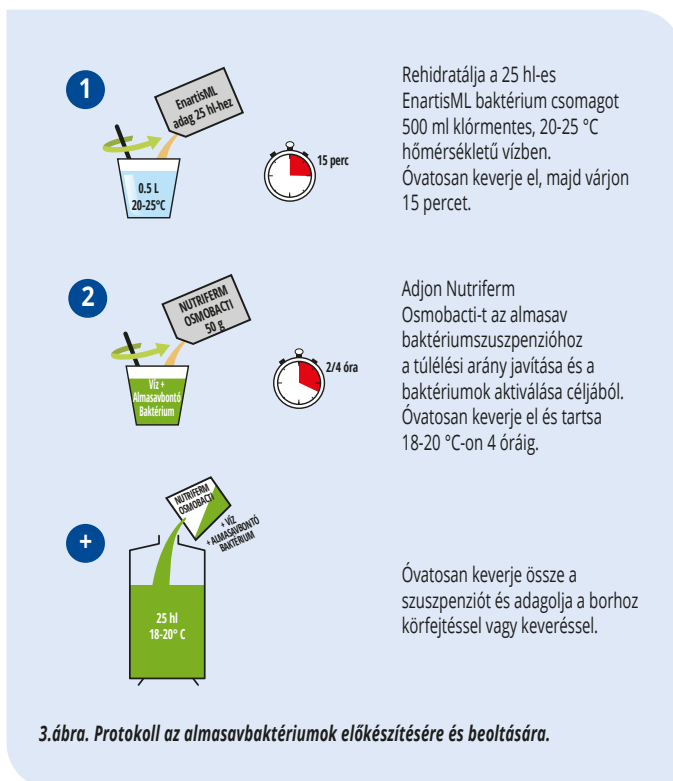 1
EnartisML
adag 25 hl-hez
0.5 L
20-25°C
15 perc
Rehidratálja a 25 hl-es
EnartisML baktérium csomagot
500 ml klórmentes, 20-25 °C
hőmérsékletű vízben.
Óvatosan keverje el, majd várjon
15 percet.
2
NUTRIFERM
OSMOBACTI
50 g
Víz +
Almasavbontó
Baktérium
2/4 óra
Adjon Nutriferm
Osmobacti-t az almasav
baktériumszuszpenzióhoz
a túlélési arány javítása és a
baktériumok aktiválása céljából.
Óvatosan keverje el és tartsa
18-20 °C-on 4 óráig.
+
NUTRIFERM
OSMOBACTI
+ VÍZ
+ ALMASAVBONTÓ
BAKTÉRIUM
25 hl
18-20° C
Óvatosan keverje össze a
szuszpenziót és adagolja a borhoz
körfejtéssel vagy keveréssel.
3.ábra. Protokoll az almasavbaktériumok előkészítésére és beoltására.